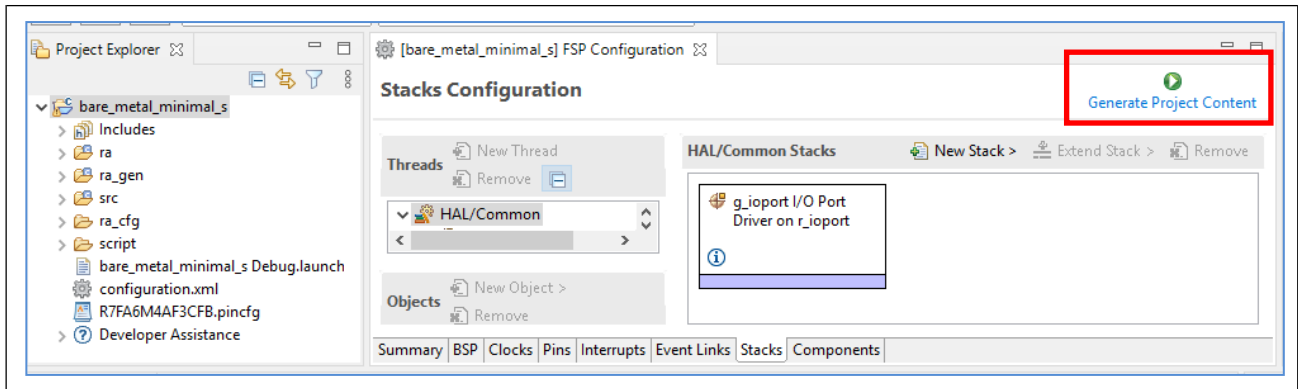 Project Explorer
bare_metal_minimal_s
Includes
ra
ra_gen
src
ra_cfg
script
bare_metal_minimal_s Debug.launch
configuration.xml
R7FA6M4AF3CFB.pincfg
Developer Assistance
[bare_metal_minimal_s] FSP Configuration
Stacks Configuration
Generate Project Content
Threads
New Thread
Remove
HAL/Common
Objects
New Object >
Remove
HAL/Common Stacks New Stack > Extend Stack > Remove
g_ioport I/O Port
Driver on r_ioport
Summary BSP Clocks Pins Interrupts Event Links Stacks Components